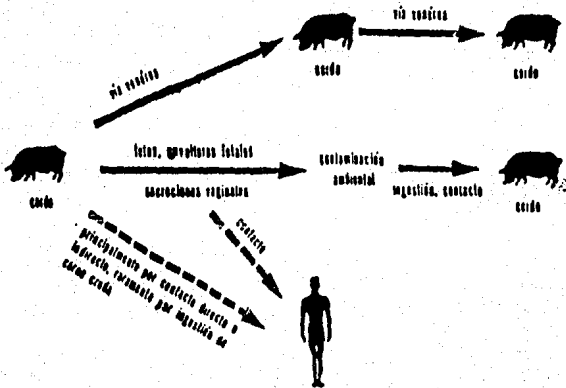 vía venérea
cerdo
vía venérea
cerdo
cerdo
fetos, envolturas fetales
secreciones vaginales
contaminación
ambiental
ingestión, contacto
cerdo
contacto
principalmente por contacto directo o
indirecto, raramente por ingestión de
carne cruda